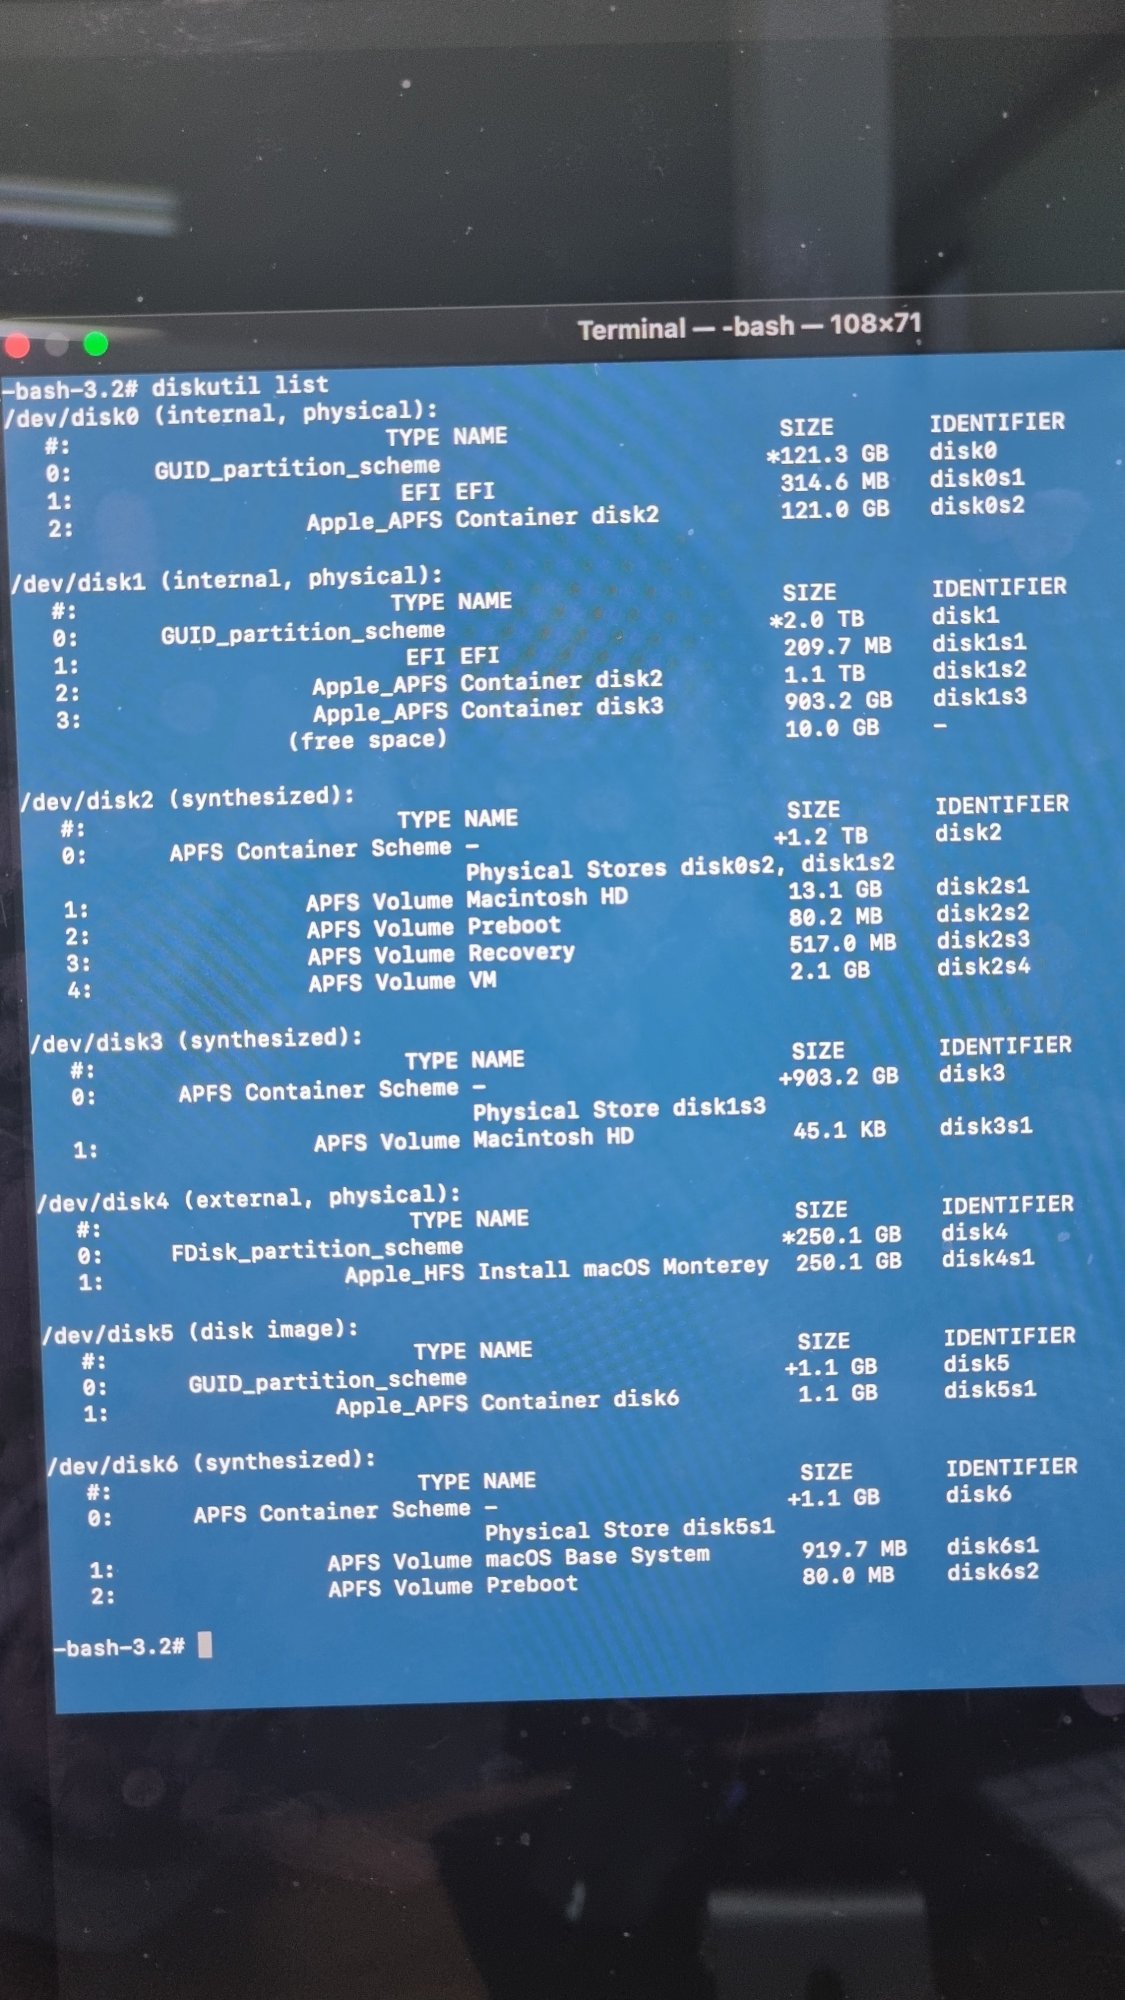 Terminal — -bash — 108×71
-bash-3.2# diskutil list
/dev/disk0 (internal, physical):
#: TYPE NAME SIZE IDENTIFIER
0: GUID_partition_scheme *121.3 GB disk0
1: EFI EFI 314.6 MB disk0s1
2: Apple_APFS Container disk2 121.0 GB disk0s2
/dev/disk1 (internal, physical):
#: TYPE NAME SIZE IDENTIFIER
0: GUID_partition_scheme *2.0 TB disk1
1: EFI EFI 209.7 MB disk1s1
2: Apple_APFS Container disk2 1.1 TB disk1s2
3: Apple_APFS Container disk3 903.2 GB disk1s3
(free space) 10.0 GB -
/dev/disk2 (synthesized):
#: TYPE NAME SIZE IDENTIFIER
0: APFS Container Scheme - +1.2 TB disk2
Physical Stores disk0s2, disk1s2
1: APFS Volume Macintosh HD 13.1 GB disk2s1
2: APFS Volume Preboot 80.2 MB disk2s2
3: APFS Volume Recovery 517.0 MB disk2s3
4: APFS Volume VM 2.1 GB disk2s4
/dev/disk3 (synthesized):
#: TYPE NAME SIZE IDENTIFIER
0: APFS Container Scheme - +903.2 GB disk3
Physical Store disk1s3
1: APFS Volume Macintosh HD 45.1 KB disk3s1
/dev/disk4 (external, physical):
#: TYPE NAME SIZE IDENTIFIER
0: FDisk_partition_scheme *250.1 GB disk4
1: Apple_HFS Install macOS Monterey 250.1 GB disk4s1
/dev/disk5 (disk image):
#: TYPE NAME SIZE IDENTIFIER
0: GUID_partition_scheme +1.1 GB disk5
1: Apple_APFS Container disk6 1.1 GB disk5s1
/dev/disk6 (synthesized):
#: TYPE NAME SIZE IDENTIFIER
0: APFS Container Scheme - +1.1 GB disk6
Physical Store disk5s1
1: APFS Volume macOS Base System 919.7 MB disk6s1
2: APFS Volume Preboot 80.0 MB disk6s2
-bash-3.2#